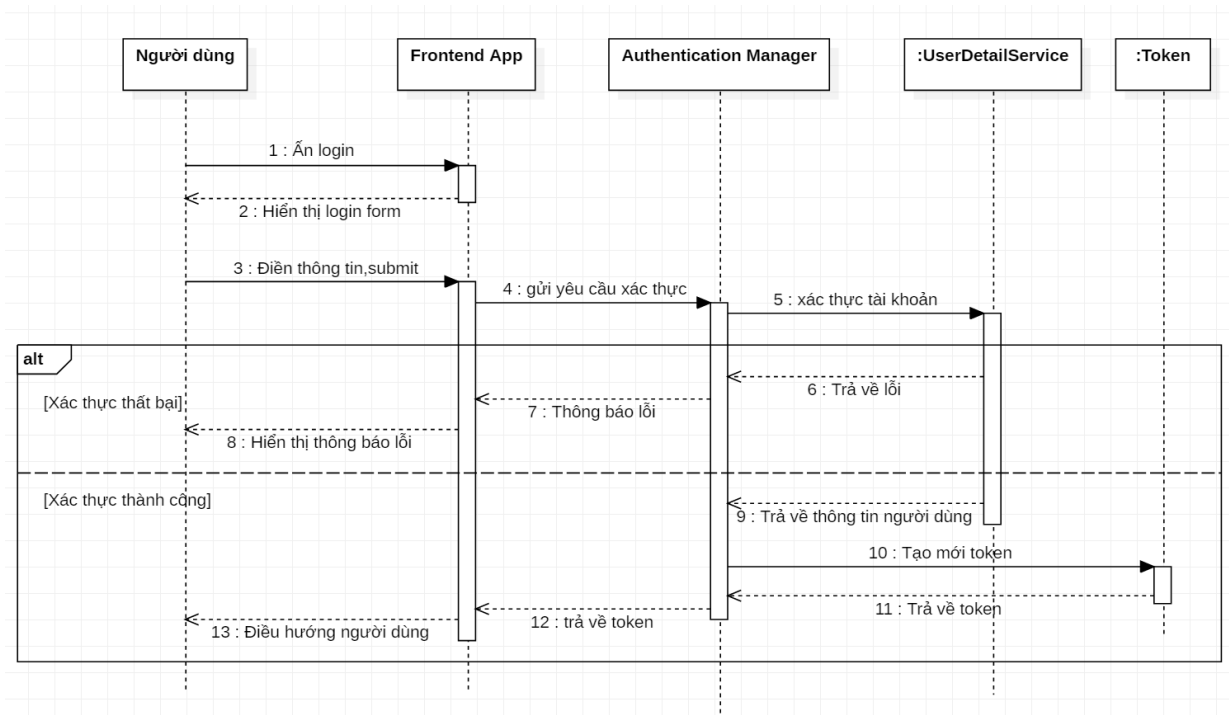 Người dùng
Frontend App
Authentication Manager
:UserDetailService
:Token
1 : Ấn login
2 : Hiển thị login form
3 : Điền thông tin,submit
4 : gửi yêu cầu xác thực
5 : xác thực tài khoản
alt
6 : Trả về lỗi
[Xác thực thất bại]
7 : Thông báo lỗi
8 : Hiển thị thông báo lỗi
[Xác thực thành công]
9 : Trả về thông tin người dùng
10 : Tạo mới token
11 : Trả về token
12 : trả về token
13 : Điều hướng người dùng